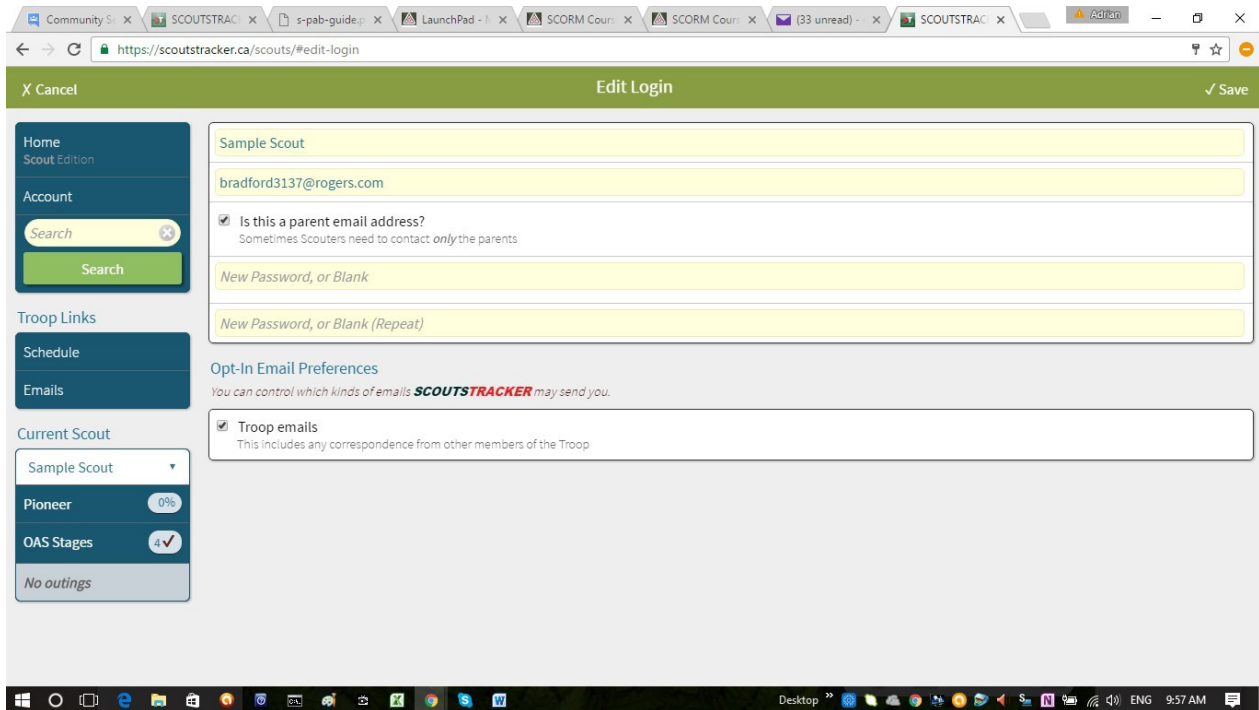 Community S
SCOUTSTRAC
s-pab-guide.p
LaunchPad - 
SCORM Cours
SCORM Cours
(33 unread) -
SCOUTSTRAC
Adrian
https://scoutstracker.ca/scouts/#edit-login
X Cancel
Edit Login
✓ Save
Home
Scout Edition
Account
Search
Search
Troop Links
Schedule
Emails
Current Scout
Sample Scout
Pioneer 0%
OAS Stages 4✓
No outings
Sample Scout
bradford3137@rogers.com
Is this a parent email address?
Sometimes Scouters need to contact only the parents
New Password, or Blank
New Password, or Blank (Repeat)
Opt-In Email Preferences
You can control which kinds of emails SCOUTSTRACKER may send you.
Troop emails
This includes any correspondence from other members of the Troop
Desktop » ENG 9:57 AM